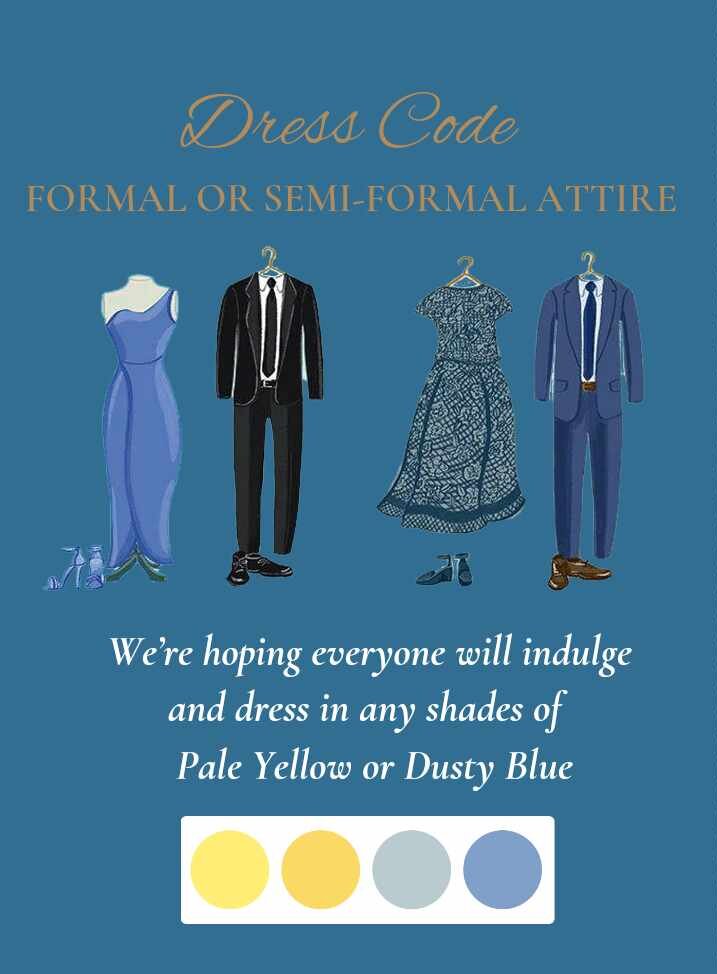 Dress Code
FORMAL OR SEMI-FORMAL ATTIRE
We're hoping everyone will indulge
and dress in any shades of
Pale Yellow or Dusty Blue